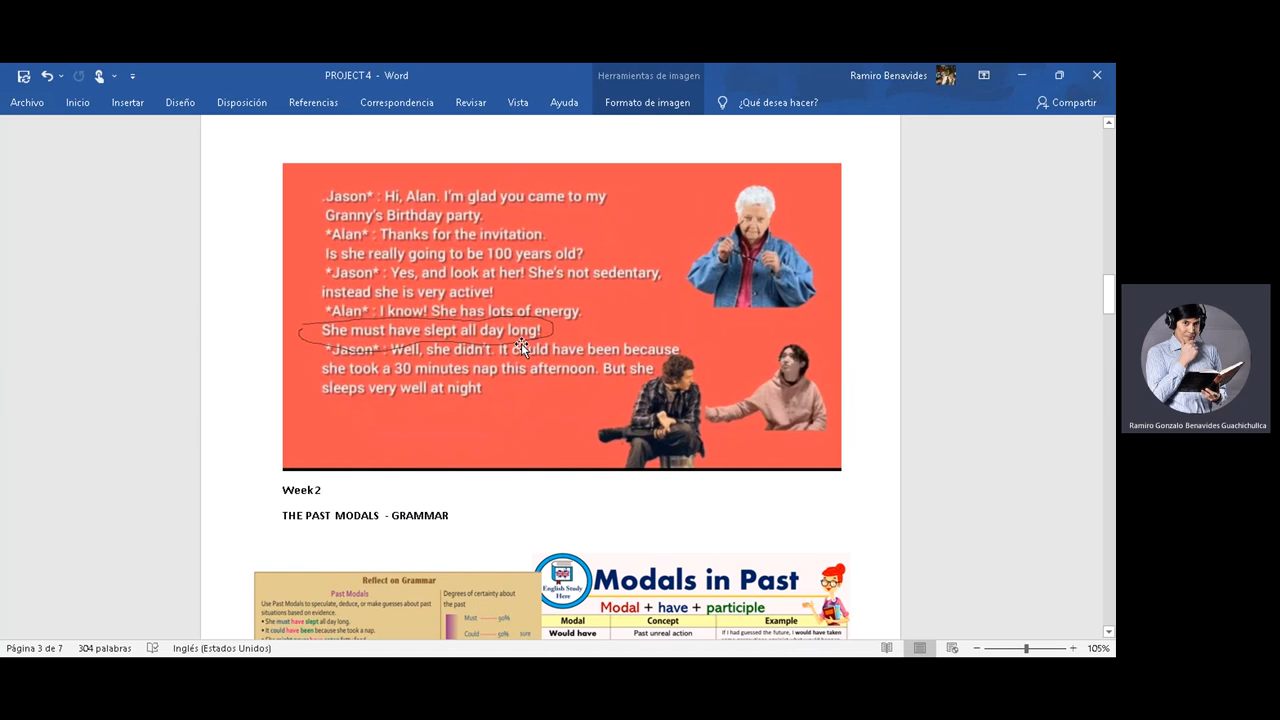 PROJECT4 - Word
Herramientas de imagen
Ramiro Benavides
Archivo Inicio Insertar Diseño Disposición Referencias Correspondencia Revisar Vista Ayuda Formato de imagen ¿Qué desea hacer? Compartir
.Jason* : Hi, Alan. I'm glad you came to my
Granny's Birthday party.
*Alan* : Thanks for the invitation.
Is she really going to be 100 years old?
*Jason* : Yes, and look at her! She's not sedentary,
instead she is very active!
*Alan* : I know! She has lots of energy.
She must have slept all day long!
*Jason* : Well, she didn't. It could have been because
she took a 30 minutes nap this afternoon. But she
sleeps very well at night
Ramiro Gonzalo Benavides Guachichullca
Week 2
THE PAST MODALS - GRAMMAR
Reflect on Grammar
Past Modals
Use Past Modals to speculate, deduce, or make guesses about past
situations based on evidence.
• She must have slept all day long.
• It could have been because she took a nap.
Degrees of certainty about
the past
Must 90%
Could 50% sure
English Study
Here
Modals in Past
Modal + have + participle
Modal Concept Example
Would have Past unreal action If I had guessed the future, I would have taken
Página 3 de 7 304 palabras Inglés (Estados Unidos) 105%